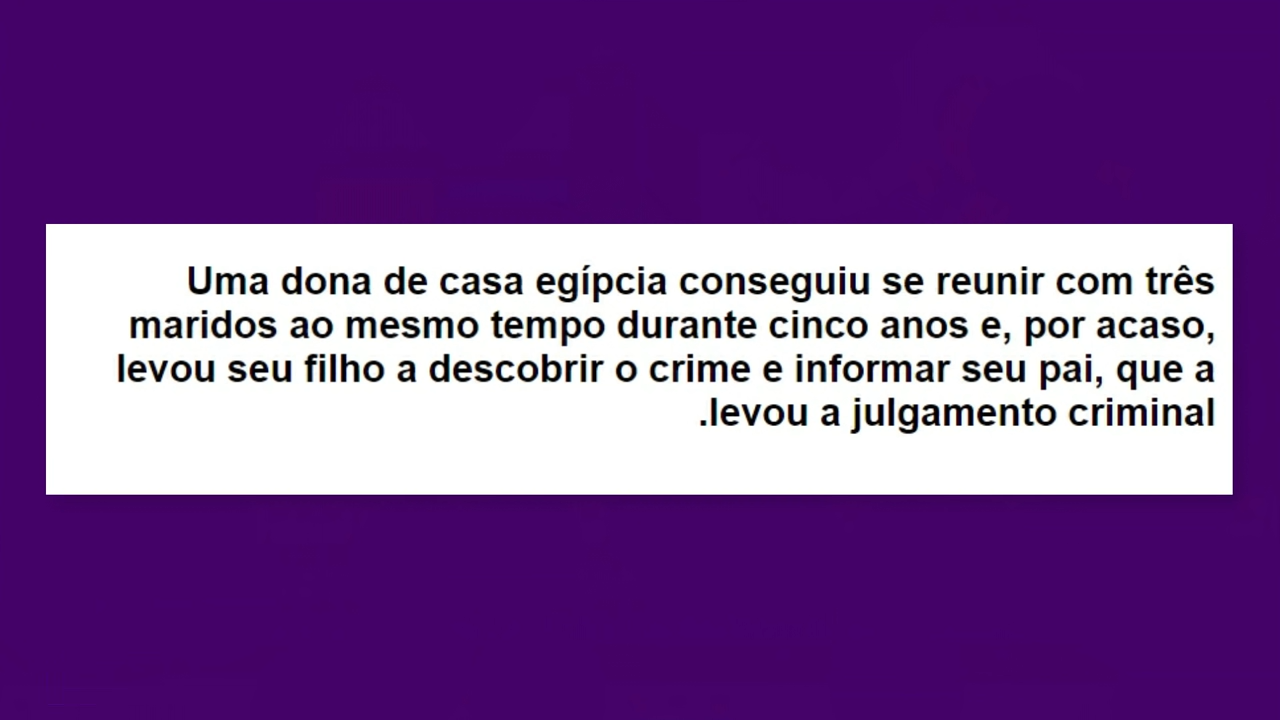 Uma dona de casa egípcia conseguiu se reunir com três
maridos ao mesmo tempo durante cinco anos e, por acaso,
levou seu filho a descobrir o crime e informar seu pai, que a
.levou a julgamento criminal